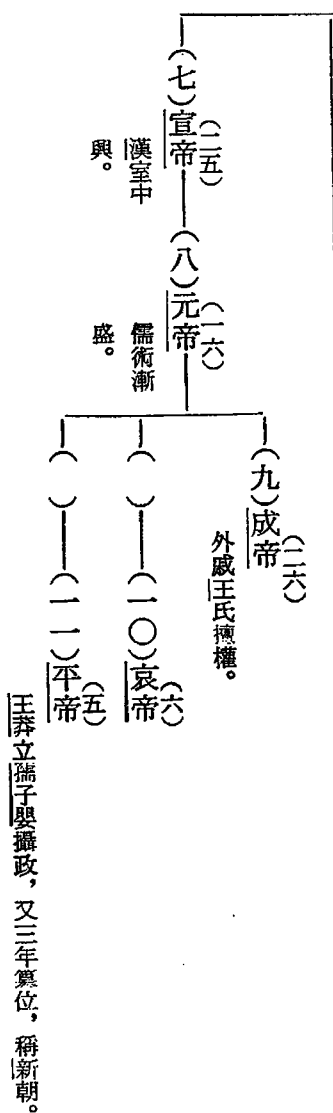 （七）宣帝（二五）
漢室中
興。
（八）元帝（一六）
儒術漸
盛。
（九）成帝（二六）
外戚王氏擅權。
（ ）
（一〇）哀帝（六）
（ ）
（一一）平帝（五）
王莽立孺子嬰攝政，又三年篡位，稱新朝。